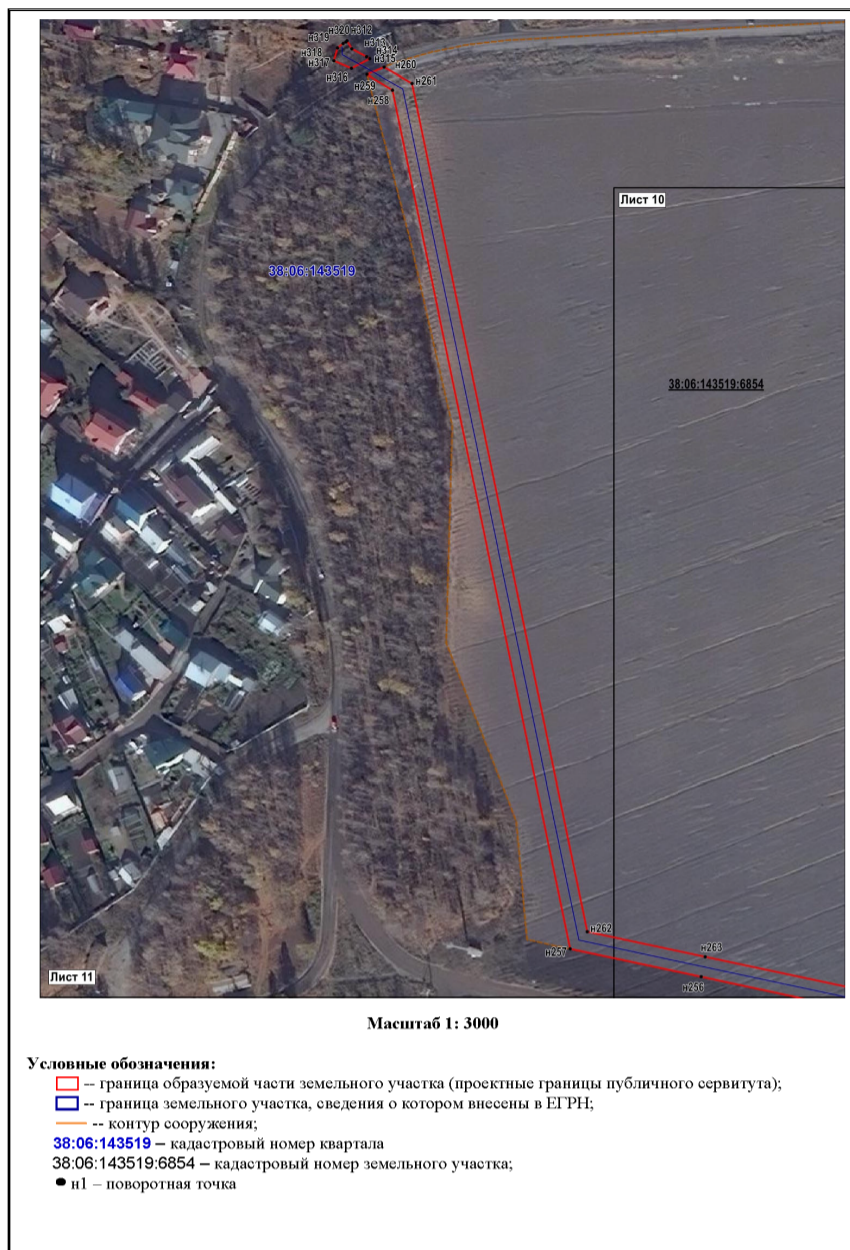 н320 н312
н319
н313
н318
н314
н317
н315
н316
н260
н259
н261
н258
Лист 10
38:06:143519
38:06:143519:6854
н262
н257
н263
н256
Лист 11
Масштаб 1: 3000
Условные обозначения:
-- граница образуемой части земельного участка (проектные границы публичного сервитута);
-- граница земельного участка, сведения о котором внесены в ЕГРН;
-- контур сооружения;
38:06:143519 – кадастровый номер квартала
38:06:143519:6854 – кадастровый номер земельного участка;
● н1 – поворотная точка